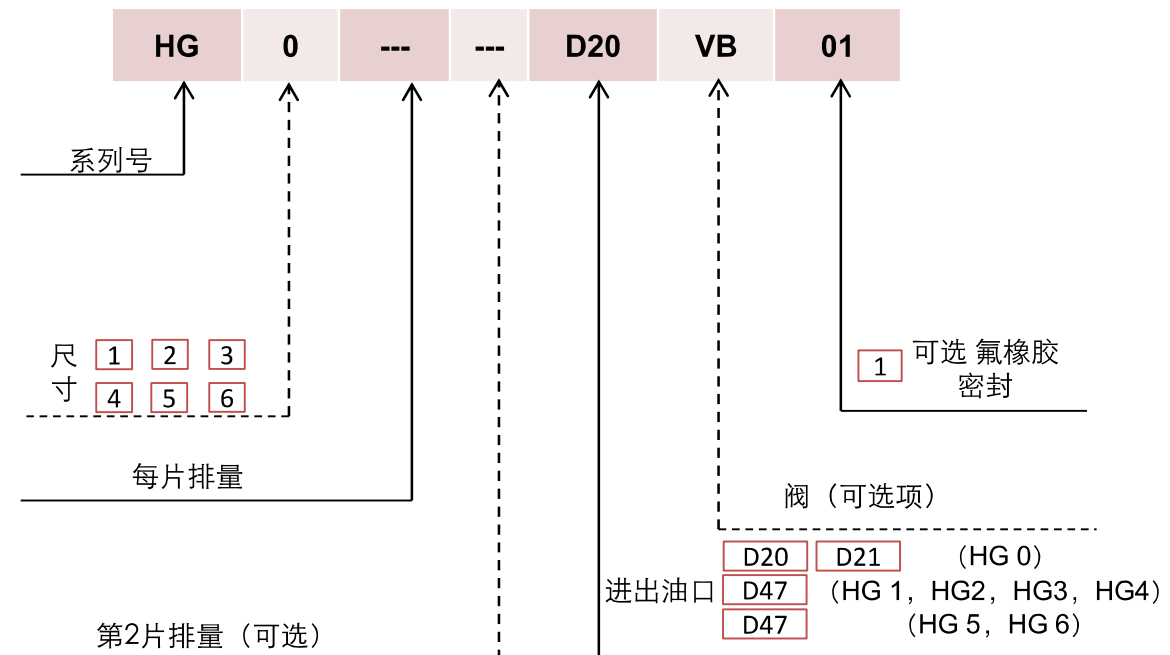 HG 0 --- --- D20 VB 01
系列号
尺寸 1 2 3
4 5 6
1 可选 氟橡胶
密封
每片排量
阀（可选项）
D20 D21 （HG 0）
进出油口 D47 （HG 1，HG2，HG3，HG4）
D47 （HG 5，HG 6）
第2片排量（可选）